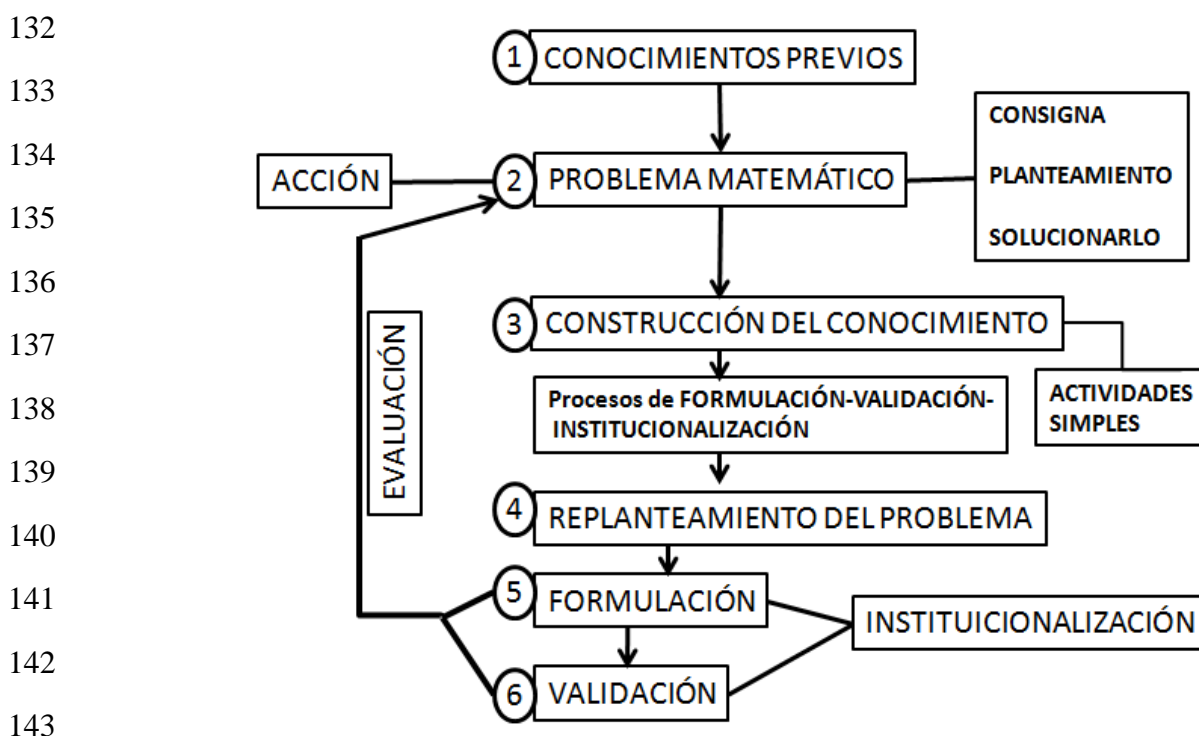 132
1 CONOCIMIENTOS PREVIOS
133
CONSIGNA
134
ACCIÓN
2 PROBLEMA MATEMÁTICO
PLANTEAMIENTO
135
SOLUCIONARLO
136
3 CONSTRUCCIÓN DEL CONOCIMIENTO
137
EVALUACIÓN
138
Procesos de FORMULACIÓN-VALIDACIÓN-
INSTITUCIONALIZACIÓN
ACTIVIDADES
SIMPLES
139
4 REPLANTEAMIENTO DEL PROBLEMA
140
141
5 FORMULACIÓN
INSTITUICIONALIZACIÓN
142
6 VALIDACIÓN
143